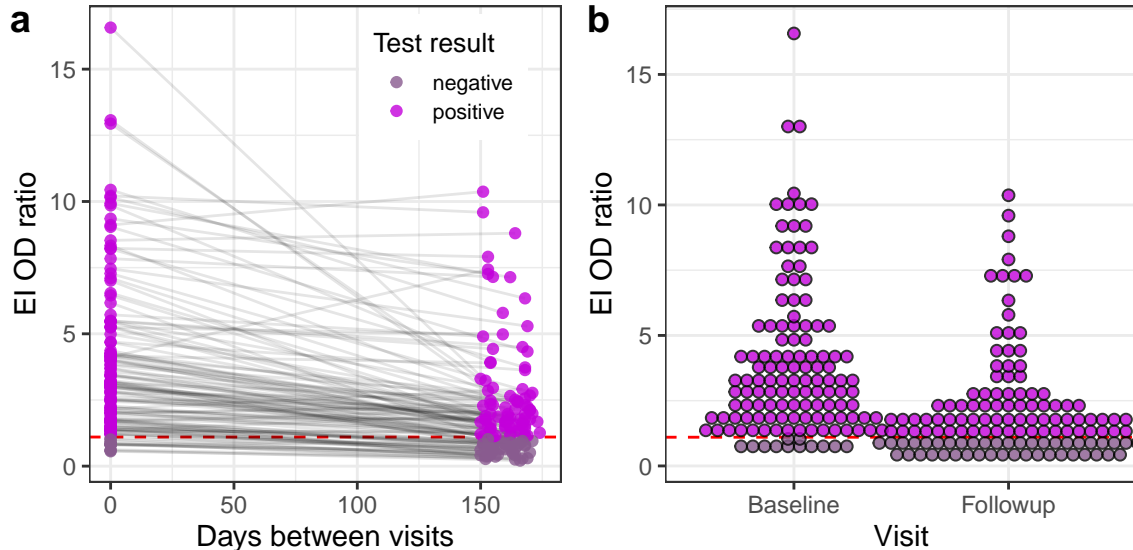 a
EI OD ratio
15
10
5
0
Test result
negative
positive
0
50
100
150
Days between visits
b
EI OD ratio
15
10
5
0
Baseline
Followup
Visit